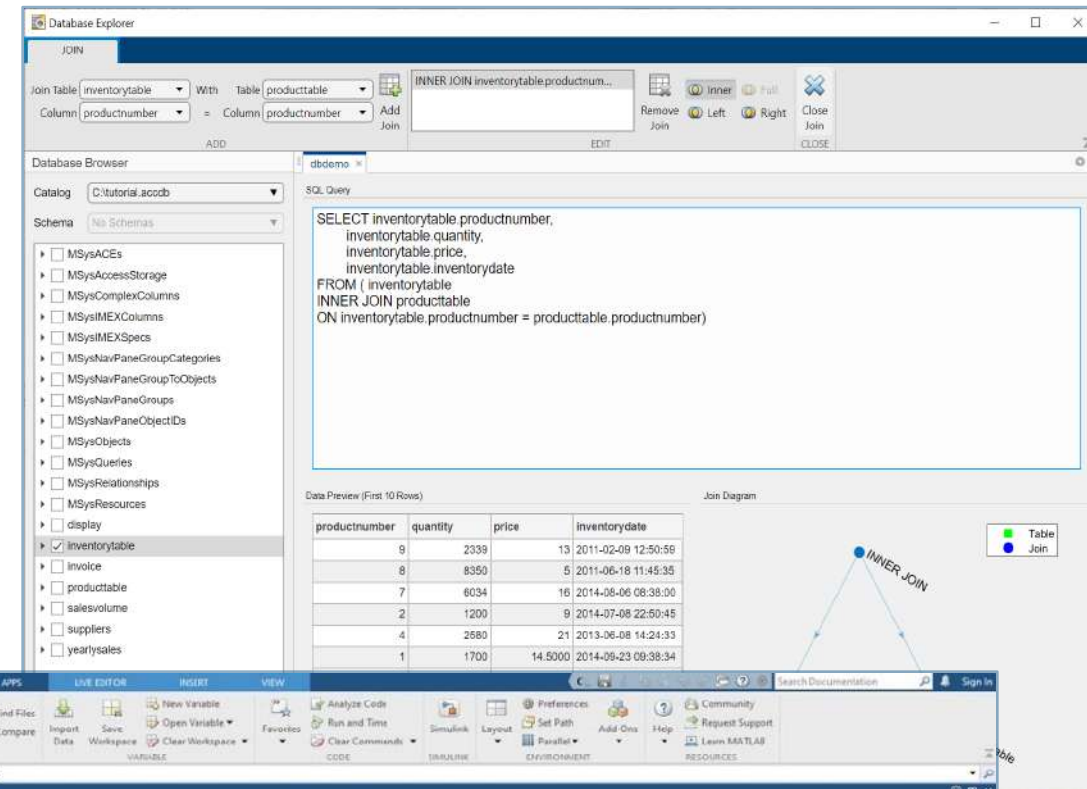 Database Explorer
JOIN
Join Table inventorytable With Table producttable
Column productnumber = Column productnumber
Add Join
INNER JOIN inventorytable.productnum...
Remove Join
Inner Full
Left Right
Close Join
ADD EDIT CLOSE
Database Browser
dbdemo
Catalog C:\tutorial.accdb
Schema No Schemas
MSysACEs
MSysAccessStorage
MSysComplexColumns
MSysIMEXColumns
MSysIMEXSpecs
MSysNavPaneGroupCategories
MSysNavPaneGroupToObjects
MSysNavPaneGroups
MSysNavPaneObjectIDs
MSysObjects
MSysQueries
MSysRelationships
MSysResources
display
inventorytable
invoice
producttable
salesvolume
suppliers
yearlysales
SQL Query
SELECT inventorytable.productnumber,
inventorytable.quantity,
inventorytable.price,
inventorytable.inventorydate
FROM ( inventorytable
INNER JOIN producttable
ON inventorytable.productnumber = producttable.productnumber)
Data Preview (First 10 Rows)
productnumber quantity price inventorydate
9 2339 13 2011-02-09 12:50:59
8 8350 5 2011-06-18 11:45:35
7 6034 16 2014-08-06 08:38:00
2 1200 9 2014-07-08 22:50:45
4 2580 21 2013-06-08 14:24:33
1 1700 14.5000 2014-09-23 09:38:34
Join Diagram
Table
Join
INNER JOIN
APPS LIVE EDITOR INSERT VIEW
Search Documentation
Sign In
ind Files
ompare
Import Data
Save Workspace
New Variable
Open Variable
Clear Workspace
VARIABLE
Favorites
Analyze Code
Run and Time
Clear Commands
CODE
Simulink
SIMULINK
Layout
Preferences
Set Path
Parallel
Add-Ons
ENVIRONMENT
Help
Community
Request Support
Learn MATLAB
RESOURCES